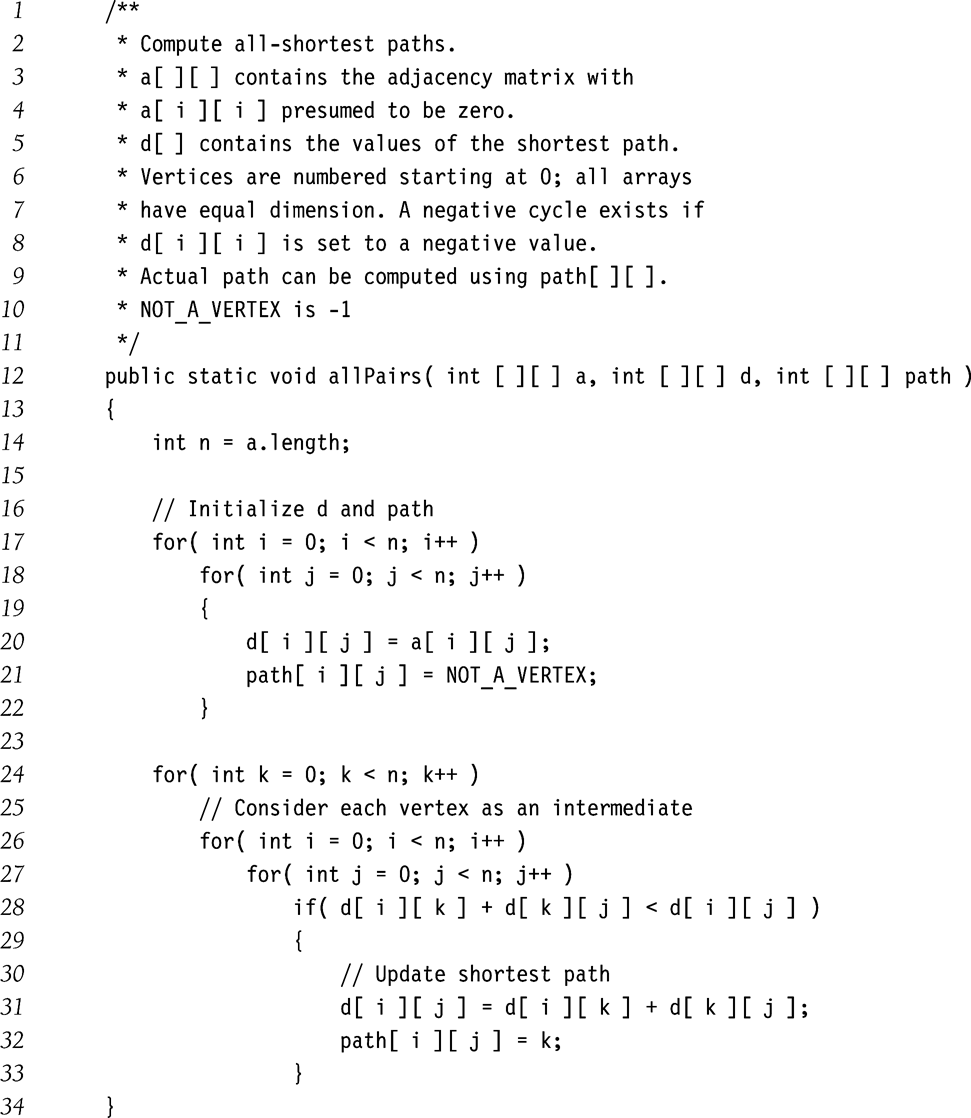 1 /**
2 * Compute all-shortest paths.
3 * a[ ][ ] contains the adjacency matrix with
4 * a[ i ][ i ] presumed to be zero.
5 * d[ ] contains the values of the shortest path.
6 * Vertices are numbered starting at 0; all arrays
7 * have equal dimension. A negative cycle exists if
8 * d[ i ][ i ] is set to a negative value.
9 * Actual path can be computed using path[ ][ ].
10 * NOT_A_VERTEX is -1
11 */
12 public static void allPairs( int [ ][ ] a, int [ ][ ] d, int [ ][ ] path )
13 {
14 int n = a.length;
15
16 // Initialize d and path
17 for( int i = 0; i < n; i++ )
18 for( int j = 0; j < n; j++ )
19 {
20 d[ i ][ j ] = a[ i ][ j ];
21 path[ i ][ j ] = NOT_A_VERTEX;
22 }
23
24 for( int k = 0; k < n; k++ )
25 // Consider each vertex as an intermediate
26 for( int i = 0; i < n; i++ )
27 for( int j = 0; j < n; j++ )
28 if( d[ i ][ k ] + d[ k ][ j ] < d[ i ][ j ] )
29 {
30 // Update shortest path
31 d[ i ][ j ] = d[ i ][ k ] + d[ k ][ j ];
32 path[ i ][ j ] = k;
33 }
34 }